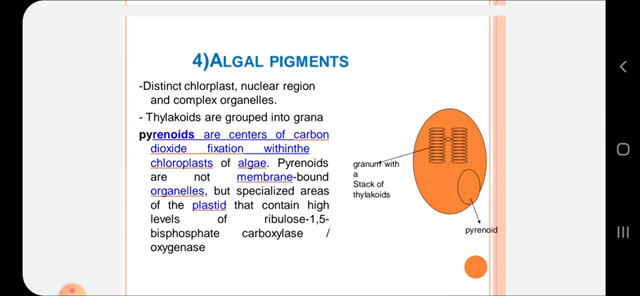 4)ALGAL PIGMENTS
-Distinct chlorplast, nuclear region
and complex organelles.
- Thylakoids are grouped into grana
pyrenoids are centers of carbon
dioxide fixation withinthe
chloroplasts of algae. Pyrenoids
are not membrane-bound
organelles, but specialized areas
of the plastid that contain high
levels of ribulose-1,5-
bisphosphate carboxylase /
oxygenase
granum with
a
Stack of
thylakoids
pyrenoid